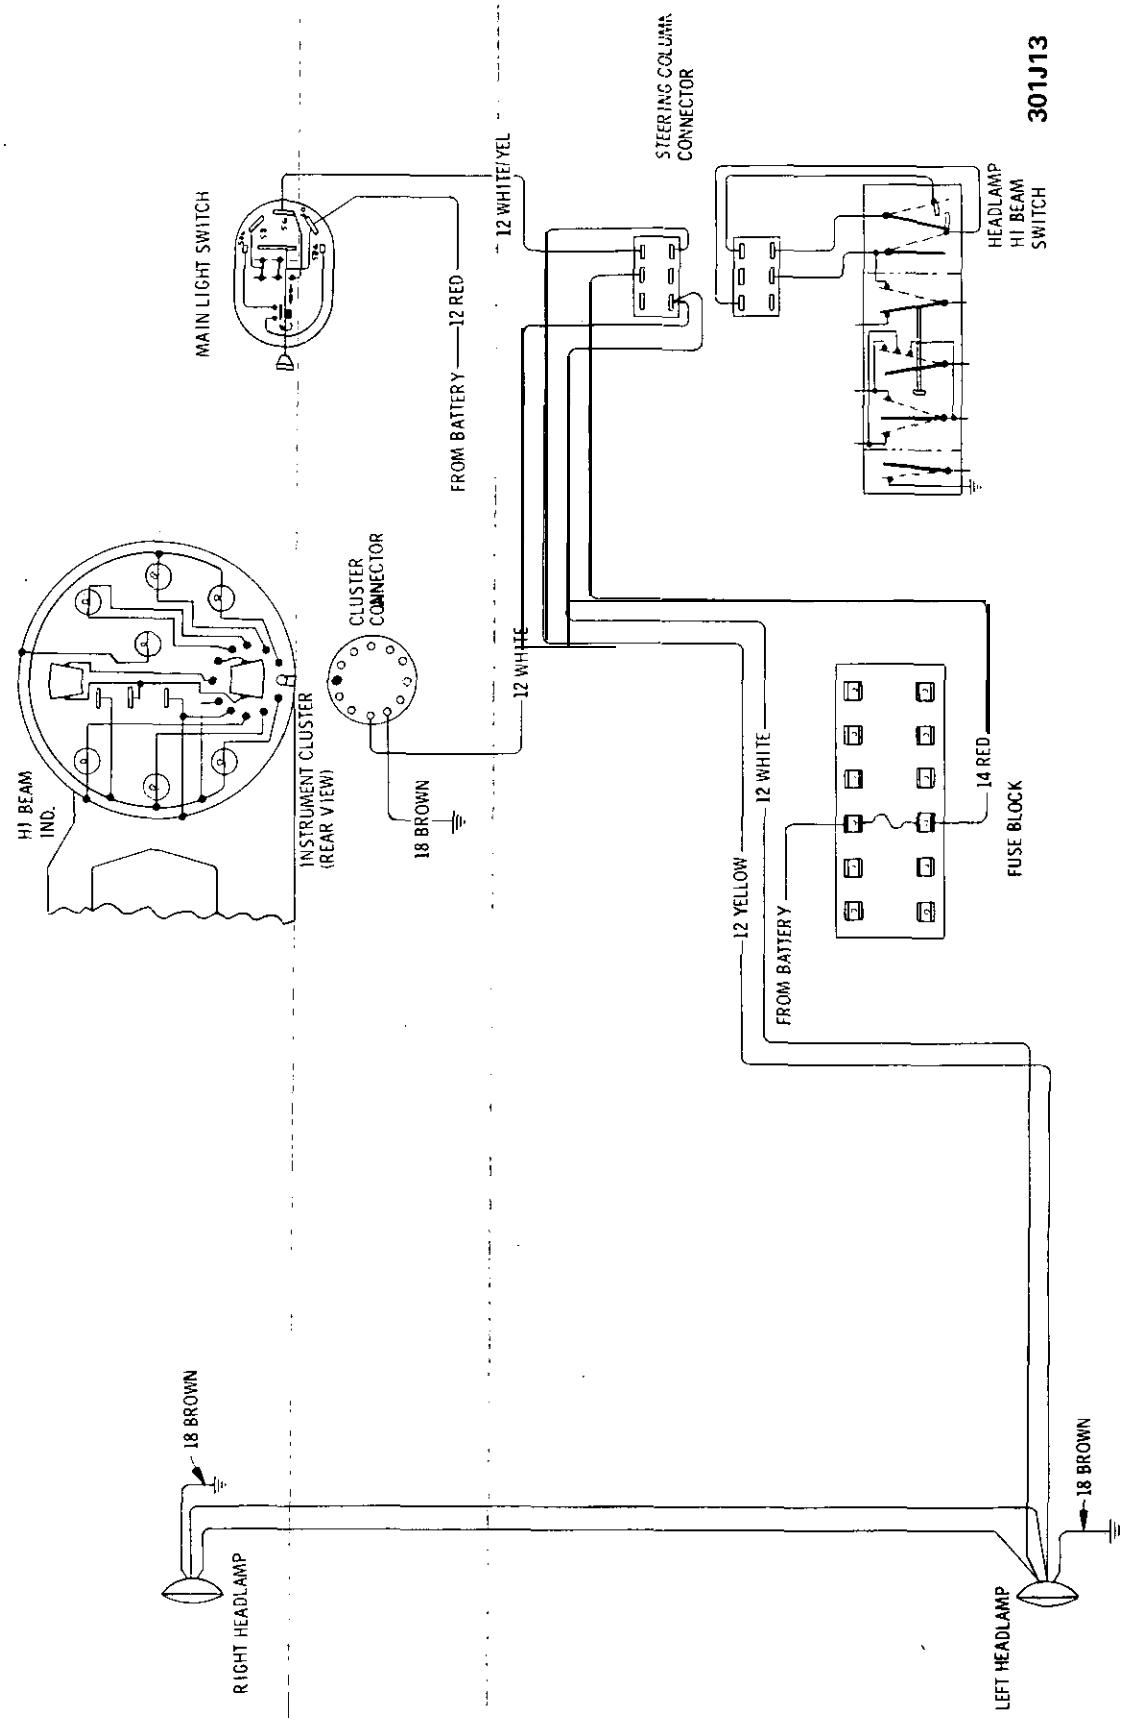 MAIN LIGHT SWITCH
FROM BATTERY
12 RED
12 WHITE/YEL
STEERING COLUMN
CONNECTOR
301J13
HEADLAMP
HI BEAM
SWITCH
HI BEAM
IND.
INSTRUMENT CLUSTER
(REAR VIEW)
CLUSTER
CONNECTOR
18 BROWN
12 WHITE
12 YELLOW
12 WHITE
FROM BATTERY
14 RED
FUSE BLOCK
18 BROWN
RIGHT HEADLAMP
18 BROWN
LEFT HEADLAMP